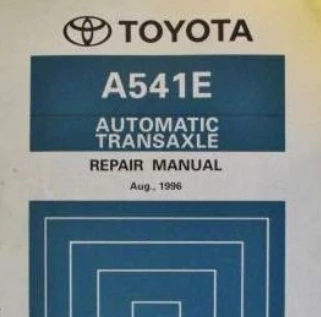 TOYOTA
A541E
AUTOMATIC
TRANSAXLE
REPAIR MANUAL
Aug., 1996